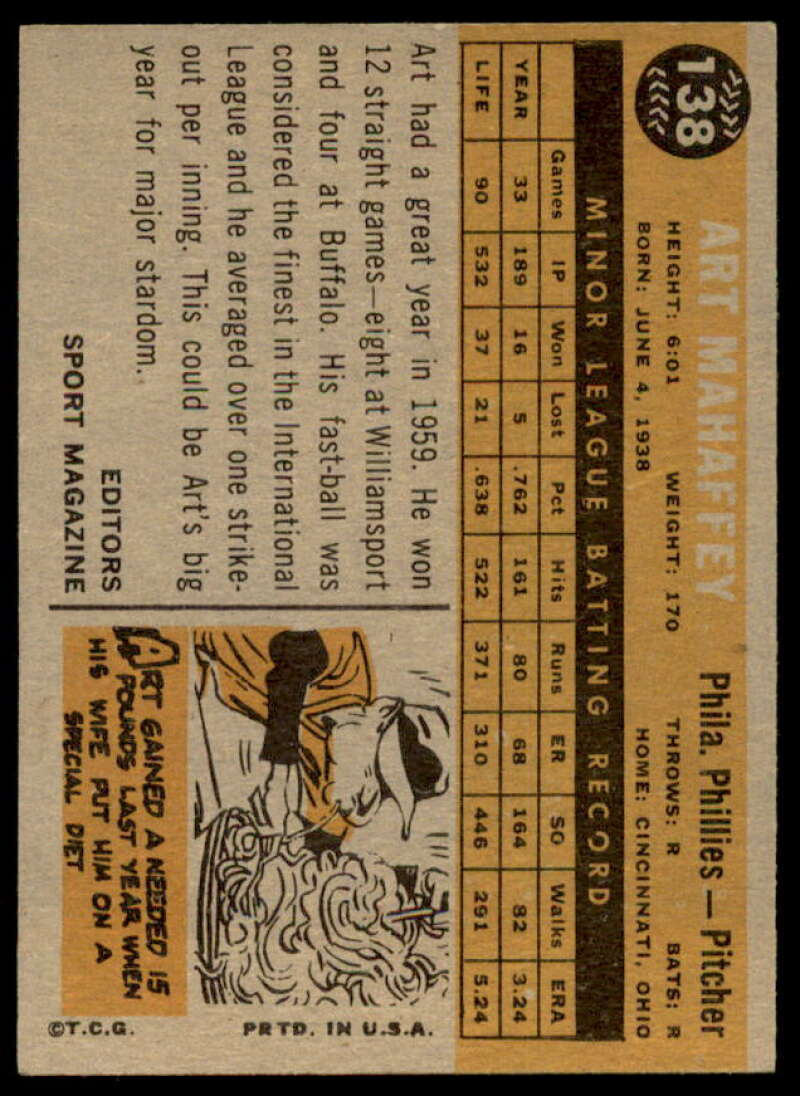 138
ART MAHAFFEY Phila. Phillies — Pitcher
HEIGHT: 6:01 WEIGHT: 170 THROWS: R BATS: R
BORN: JUNE 4, 1938 HOME: CINCINNATI, OHIO
MINOR LEAGUE BATTING RECORD
Games IP Won Lost Pct Hits Runs ER SO Walks ERA
YEAR 33 189 16 5 .762 161 80 68 164 82 3.24
LIFE 90 532 37 21 .638 522 371 310 446 291 5.24
Art had a great year in 1959. He won
12 straight games—eight at Williamsport
and four at Buffalo. His fast-ball was
considered the finest in the International
League and he averaged over one strike-
out per inning. This could be Art's big
year for major stardom.
EDITORS
SPORT MAGAZINE
ART GAINED A NEEDED 15
POUNDS LAST YEAR WHEN
HIS WIFE PUT HIM ON A
SPECIAL DIET
©T.C.G. PRTD. IN U.S.A.